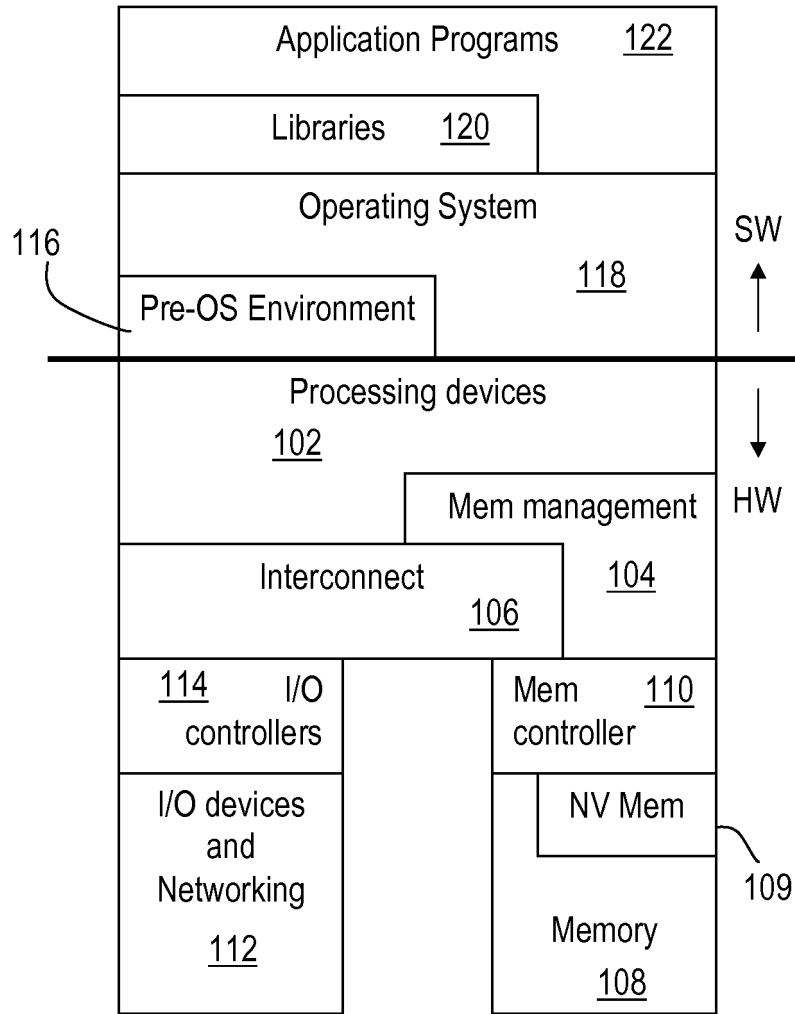 Application Programs 122
Libraries 120
Operating System
116
SW
118
Pre-OS Environment
Processing devices
102
Mem management
HW
Interconnect
104
106
114 I/O
controllers
Mem 110
controller
I/O devices
and
Networking
112
NV Mem
109
Memory
108